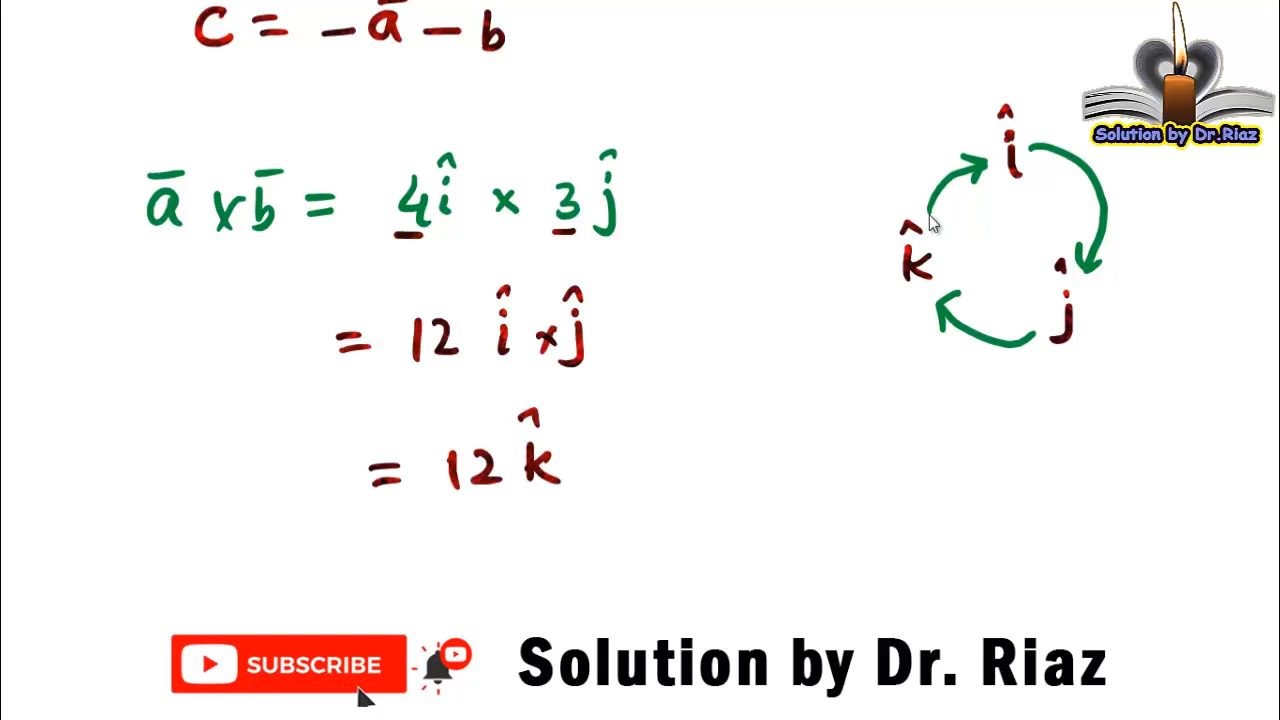 c = – a̅ – b
Solution by Dr.Riaz
a̅ × b̅ = 4î × 3ĵ
= 12 î × ĵ
= 12 k̂
î
k̂
ĵ
SUBSCRIBE
Solution by Dr. Riaz